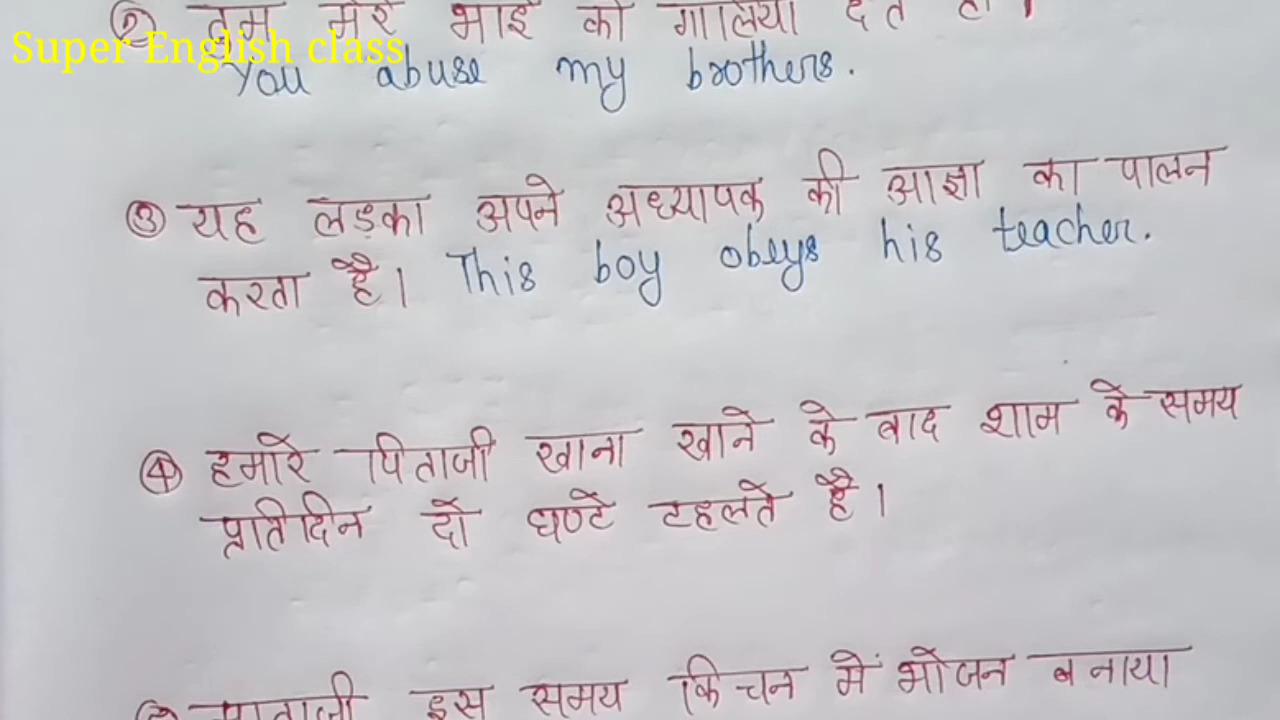 ② तुम मेरे भाई को गालियाँ देते हो।
Super English class
You abuse my brothers.
③ यह लड़का अपने अध्यापक की आज्ञा का पालन
करता है। This boy obeys his teacher.
④ हमारे पिताजी खाना खाने के बाद शाम के समय
प्रतिदिन दो घण्टे टहलते है।
माताजी इस समय किचन में भोजन बनाया